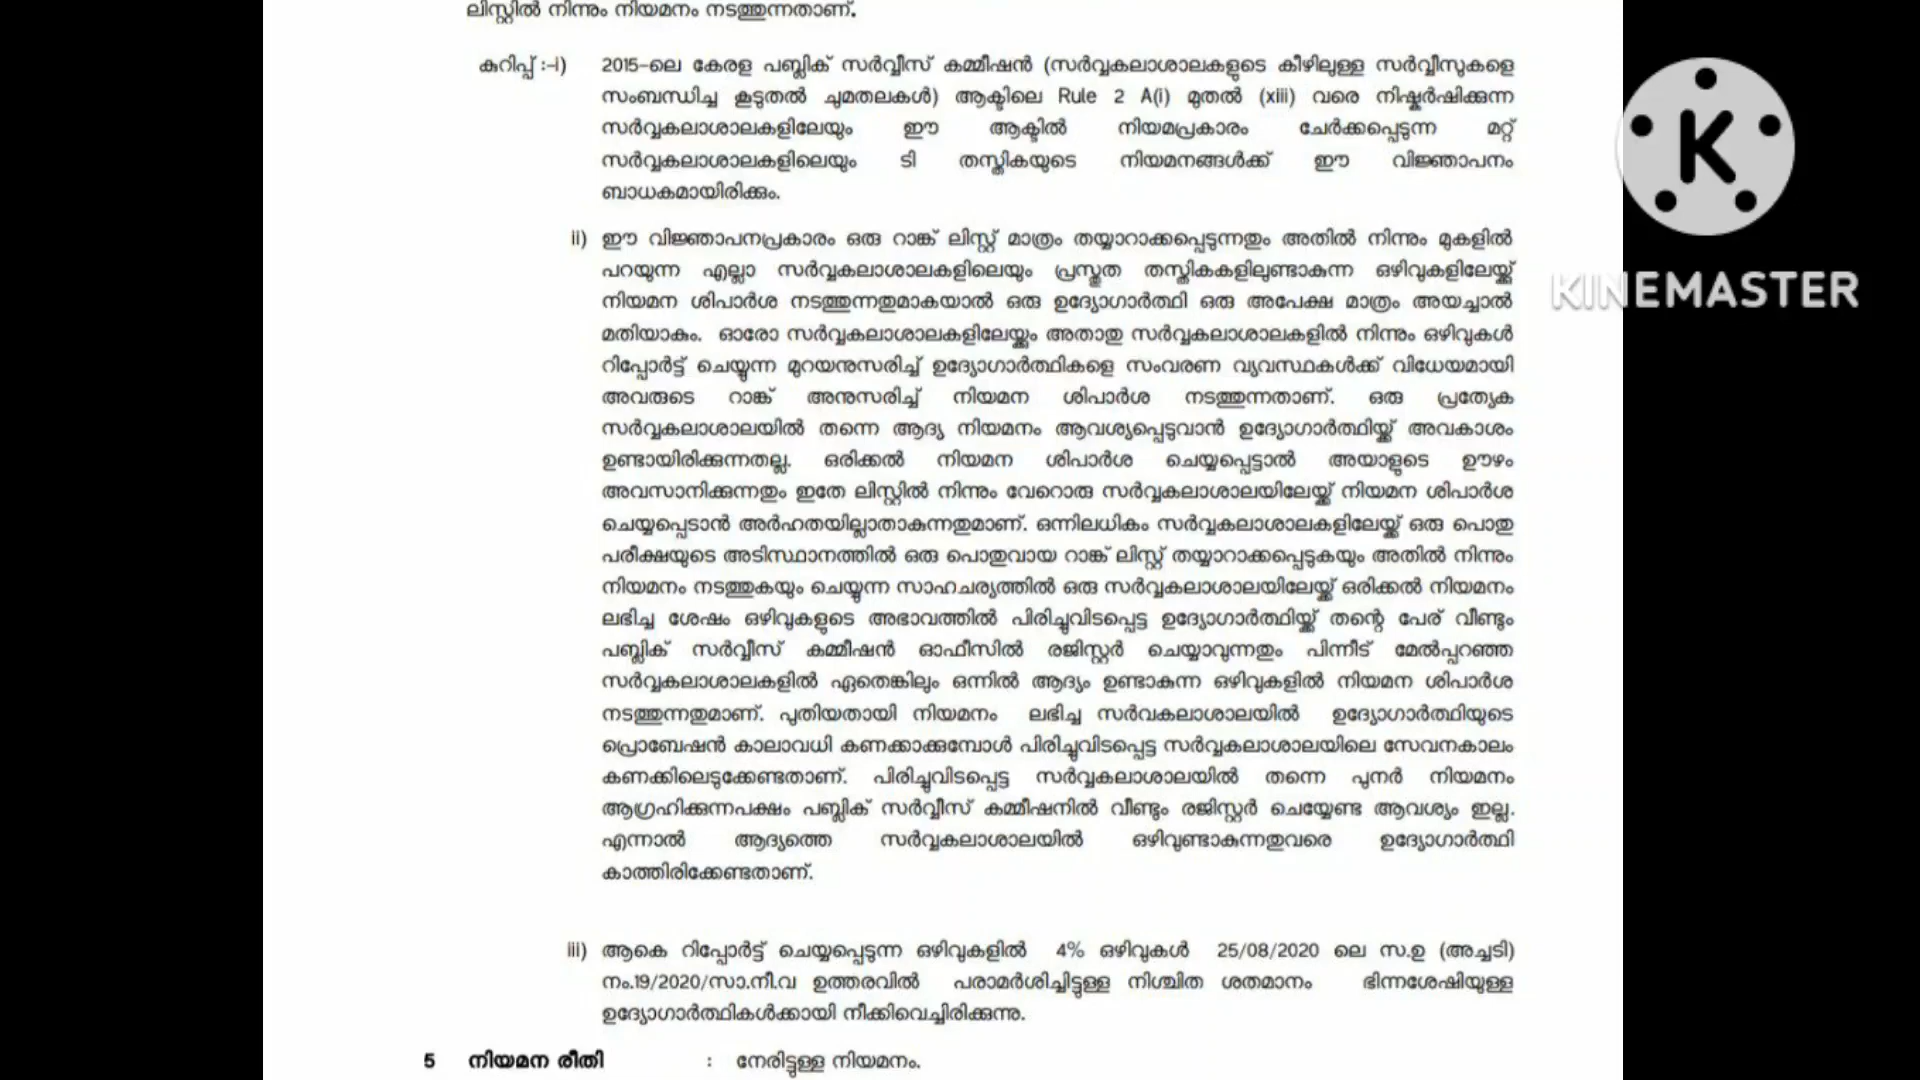 ലിസ്റ്റിൽ നിന്നും നിയമനം നടത്തുന്നതാണ്.
കുറിപ്പ് :-i) 2015-ലെ കേരള പബ്ലിക് സർവ്വീസ് കമ്മീഷൻ (സർവ്വകലാശാലകളുടെ കീഴിലുള്ള സർവ്വീസുകളെ
സംബന്ധിച്ച കൂടുതൽ ചുമതലകൾ) ആക്ടിലെ Rule 2 A(i) മുതൽ (xiii) വരെ നിഷ്കർഷിക്കുന്ന
സർവ്വകലാശാലകളിലേയും ഈ ആക്ടിൽ നിയമപ്രകാരം ചേർക്കപ്പെടുന്ന മറ്റ്
സർവ്വകലാശാലകളിലെയും ടി തസ്തികയുടെ നിയമനങ്ങൾക്ക് ഈ വിജ്ഞാപനം
ബാധകമായിരിക്കും.
ii) ഈ വിജ്ഞാപനപ്രകാരം ഒരു റാങ്ക് ലിസ്റ്റ് മാത്രം തയ്യാറാക്കപ്പെടുന്നതും അതിൽ നിന്നും മുകളിൽ
പറയുന്ന എല്ലാ സർവ്വകലാശാലകളിലെയും പ്രസ്തുത തസ്തികകളിലുണ്ടാകുന്ന ഒഴിവുകളിലേയ്ക്ക്
നിയമന ശിപാർശ നടത്തുന്നതുമാകയാൽ ഒരു ഉദ്യോഗാർത്ഥി ഒരു അപേക്ഷ മാത്രം അയച്ചാൽ
മതിയാകും. ഓരോ സർവ്വകലാശാലകളിലേയ്ക്കും അതാതു സർവ്വകലാശാലകളിൽ നിന്നും ഒഴിവുകൾ
റിപ്പോർട്ട് ചെയ്യുന്ന മുറയനുസരിച്ച് ഉദ്യോഗാർത്ഥികളെ സംവരണ വ്യവസ്ഥകൾക്ക് വിധേയമായി
അവരുടെ റാങ്ക് അനുസരിച്ച് നിയമന ശിപാർശ നടത്തുന്നതാണ്. ഒരു പ്രത്യേക
സർവ്വകലാശാലയിൽ തന്നെ ആദ്യ നിയമനം ആവശ്യപ്പെടുവാൻ ഉദ്യോഗാർത്ഥിയ്ക്ക് അവകാശം
ഉണ്ടായിരിക്കുന്നതല്ല. ഒരിക്കൽ നിയമന ശിപാർശ ചെയ്യപ്പെട്ടാൽ അയാളുടെ ഊഴം
അവസാനിക്കുന്നതും ഇതേ ലിസ്റ്റിൽ നിന്നും വേറൊരു സർവ്വകലാശാലയിലേയ്ക്ക് നിയമന ശിപാർശ
ചെയ്യപ്പെടാൻ അർഹതയില്ലാതാകുന്നതുമാണ്. ഒന്നിലധികം സർവ്വകലാശാലകളിലേയ്ക്ക് ഒരു പൊതു
പരീക്ഷയുടെ അടിസ്ഥാനത്തിൽ ഒരു പൊതുവായ റാങ്ക് ലിസ്റ്റ് തയ്യാറാക്കപ്പെടുകയും അതിൽ നിന്നും
നിയമനം നടത്തുകയും ചെയ്യുന്ന സാഹചര്യത്തിൽ ഒരു സർവ്വകലാശാലയിലേയ്ക്ക് ഒരിക്കൽ നിയമനം
ലഭിച്ച ശേഷം ഒഴിവുകളുടെ അഭാവത്തിൽ പിരിച്ചുവിടപ്പെട്ട ഉദ്യോഗാർത്ഥിയ്ക്ക് തന്റെ പേര് വീണ്ടും
പബ്ലിക് സർവ്വീസ് കമ്മീഷൻ ഓഫീസിൽ രജിസ്റ്റർ ചെയ്യാവുന്നതും പിന്നീട് മേൽപ്പറഞ്ഞ
സർവ്വകലാശാലകളിൽ ഏതെങ്കിലും ഒന്നിൽ ആദ്യം ഉണ്ടാകുന്ന ഒഴിവുകളിൽ നിയമന ശിപാർശ
നടത്തുന്നതുമാണ്. പുതിയതായി നിയമനം ലഭിച്ച സർവകലാശാലയിൽ ഉദ്യോഗാർത്ഥിയുടെ
പ്രൊബേഷൻ കാലാവധി കണക്കാക്കുമ്പോൾ പിരിച്ചുവിടപ്പെട്ട സർവ്വകലാശാലയിലെ സേവനകാലം
കണക്കിലെടുക്കേണ്ടതാണ്. പിരിച്ചുവിടപ്പെട്ട സർവ്വകലാശാലയിൽ തന്നെ പുനർ നിയമനം
ആഗ്രഹിക്കുന്നപക്ഷം പബ്ലിക് സർവ്വീസ് കമ്മീഷനിൽ വീണ്ടും രജിസ്റ്റർ ചെയ്യേണ്ട ആവശ്യം ഇല്ല.
എന്നാൽ ആദ്യത്തെ സർവ്വകലാശാലയിൽ ഒഴിവുണ്ടാകുന്നതുവരെ ഉദ്യോഗാർത്ഥി
കാത്തിരിക്കേണ്ടതാണ്.
iii) ആകെ റിപ്പോർട്ട് ചെയ്യപ്പെടുന്ന ഒഴിവുകളിൽ 4% ഒഴിവുകൾ 25/08/2020 ലെ സ.ഉ (അച്ചടി)
നം.19/2020/സാ.നീ.വ ഉത്തരവിൽ പരാമർശിച്ചിട്ടുള്ള നിശ്ചിത ശതമാനം ഭിന്നശേഷിയുള്ള
ഉദ്യോഗാർത്ഥികൾക്കായി നീക്കിവെച്ചിരിക്കുന്നു.
5 നിയമന രീതി : നേരിട്ടുള്ള നിയമനം.
K
KINEMASTER